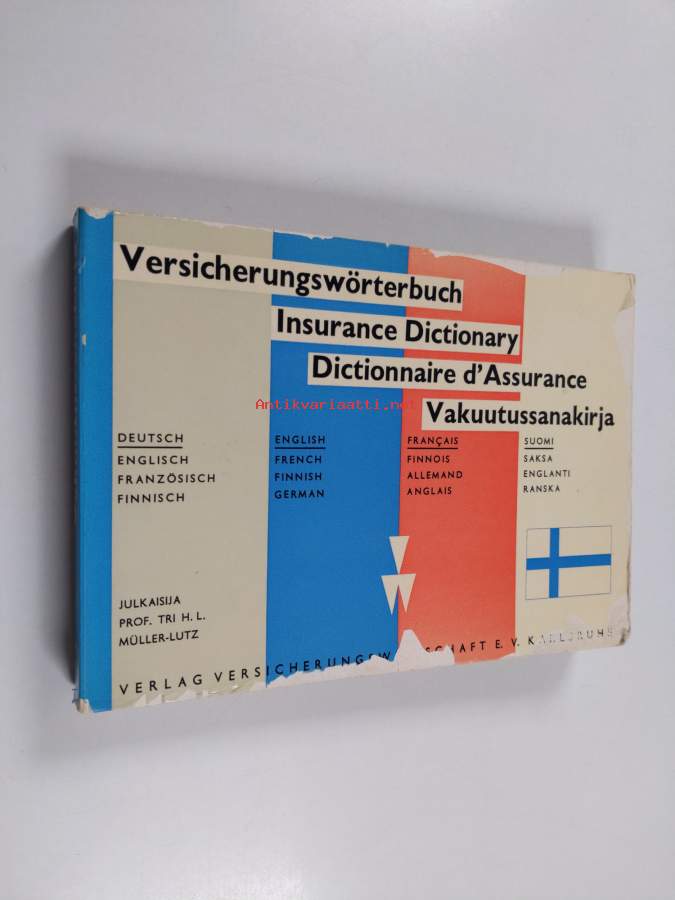 Versicherungswörterbuch
Insurance Dictionary
Dictionnaire d'Assurance
Antikvariaatti.net
Vakuutussanakirja
DEUTSCH
ENGLISCH
FRANZÖSISCH
FINNISCH
ENGLISH
FRENCH
FINNISH
GERMAN
FRANÇAIS
FINNOIS
ALLEMAND
ANGLAIS
SUOMI
SAKSA
ENGLANTI
RANSKA
JULKAISIJA
PROF. TRI H. L.
MÜLLER-LUTZ
VERLAG E. V. KARLSRUHE